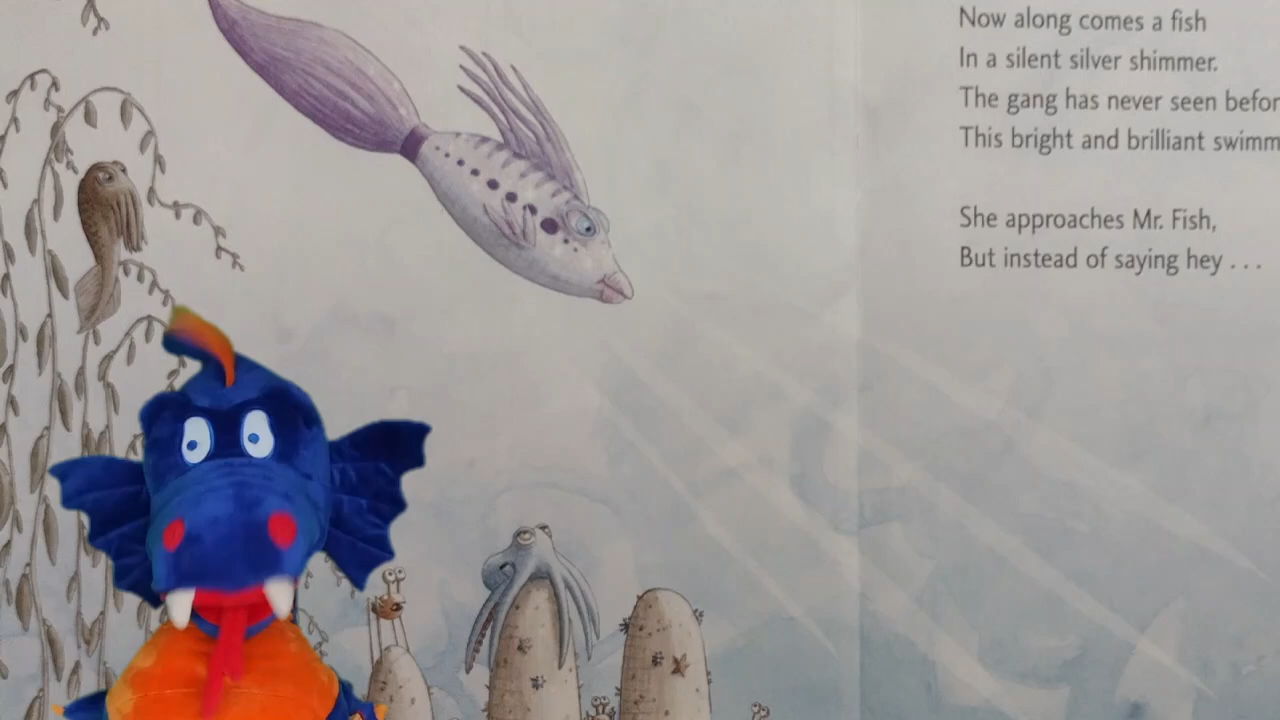 Now along comes a fish
In a silent silver shimmer.
The gang has never seen befor
This bright and brilliant swimm
She approaches Mr. Fish,
But instead of saying hey . . .